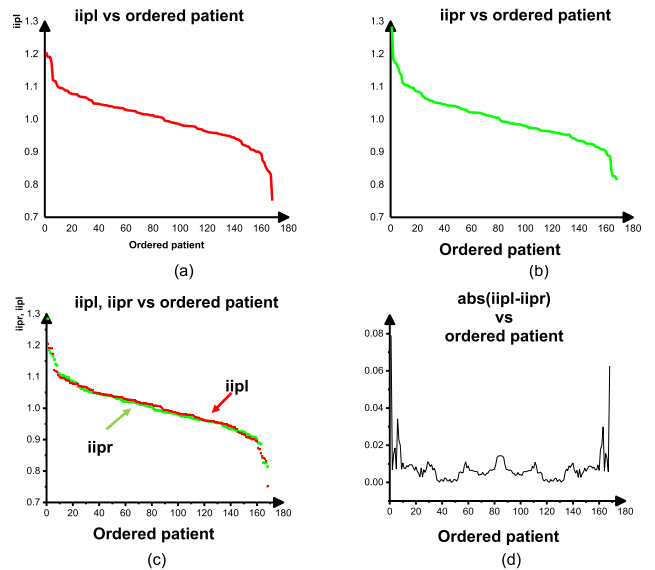 iipl vs ordered patient
iipl
1.3
1.2
1.1
1.0
0.9
0.8
0.7
0 20 40 60 80 100 120 140 160 180
Ordered patient
(a)
iipr vs ordered patient
1.3
1.2
1.1
1.0
0.9
0.8
0.7
0 20 40 60 80 100 120 140 160 180
Ordered patient
(b)
iipl, iipr vs ordered patient
iipr, iipl
1.3
1.2
1.1
1.0
0.9
0.8
0.7
iipl
iipr
0 20 40 60 80 100 120 140 160 180
Ordered patient
(c)
abs(iipl-iipr)
vs
ordered patient
0.08
0.06
0.04
0.02
0.00
0 20 40 60 80 100 120 140 160 180
Ordered patient
(d)